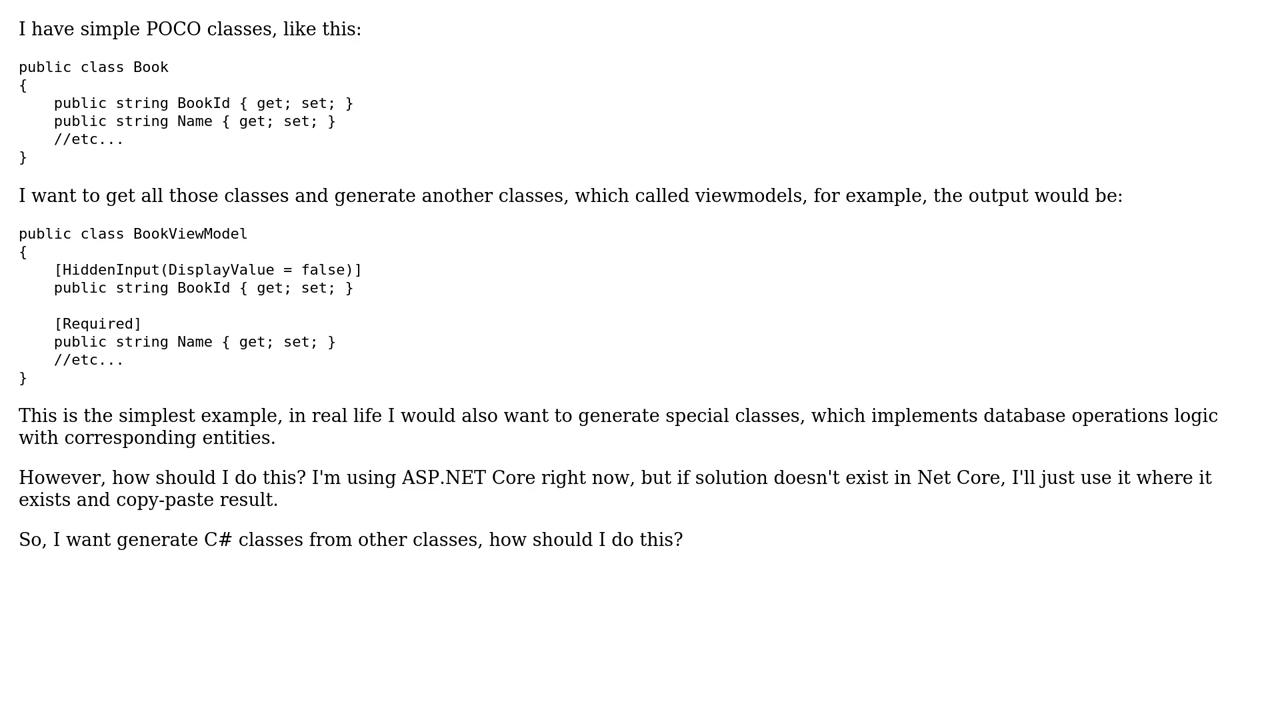 I have simple POCO classes, like this:
public class Book
{
    public string BookId { get; set; }
    public string Name { get; set; }
    //etc...
}
I want to get all those classes and generate another classes, which called viewmodels, for example, the output would be:
public class BookViewModel
{
    [HiddenInput(DisplayValue = false)]
    public string BookId { get; set; }

    [Required]
    public string Name { get; set; }
    //etc...
}
This is the simplest example, in real life I would also want to generate special classes, which implements database operations logic
with corresponding entities.
However, how should I do this? I'm using ASP.NET Core right now, but if solution doesn't exist in Net Core, I'll just use it where it
exists and copy-paste result.
So, I want generate C# classes from other classes, how should I do this?